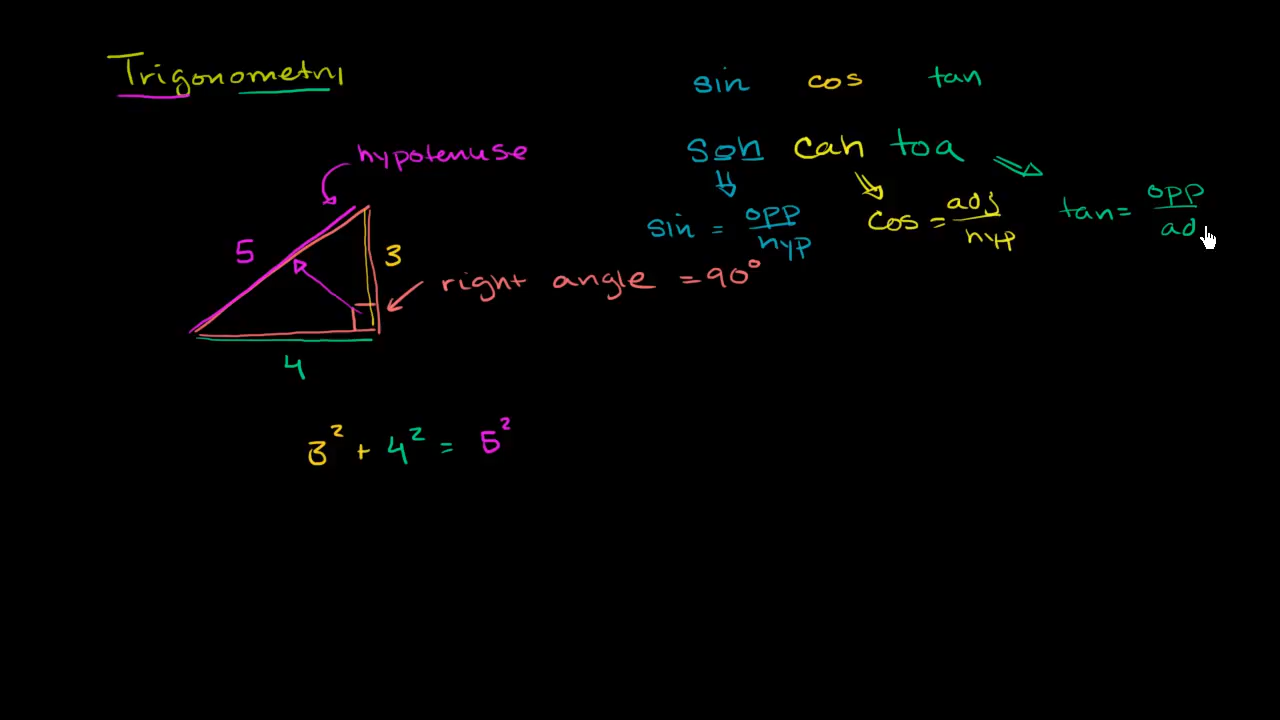 Trigonometry
sin cos tan
soh cah toa
hypotenuse
sin = opp/hyp
cos = adj/hyp
tan = opp/ad
5
3
right angle = 90°
4
3² + 4² = 5²